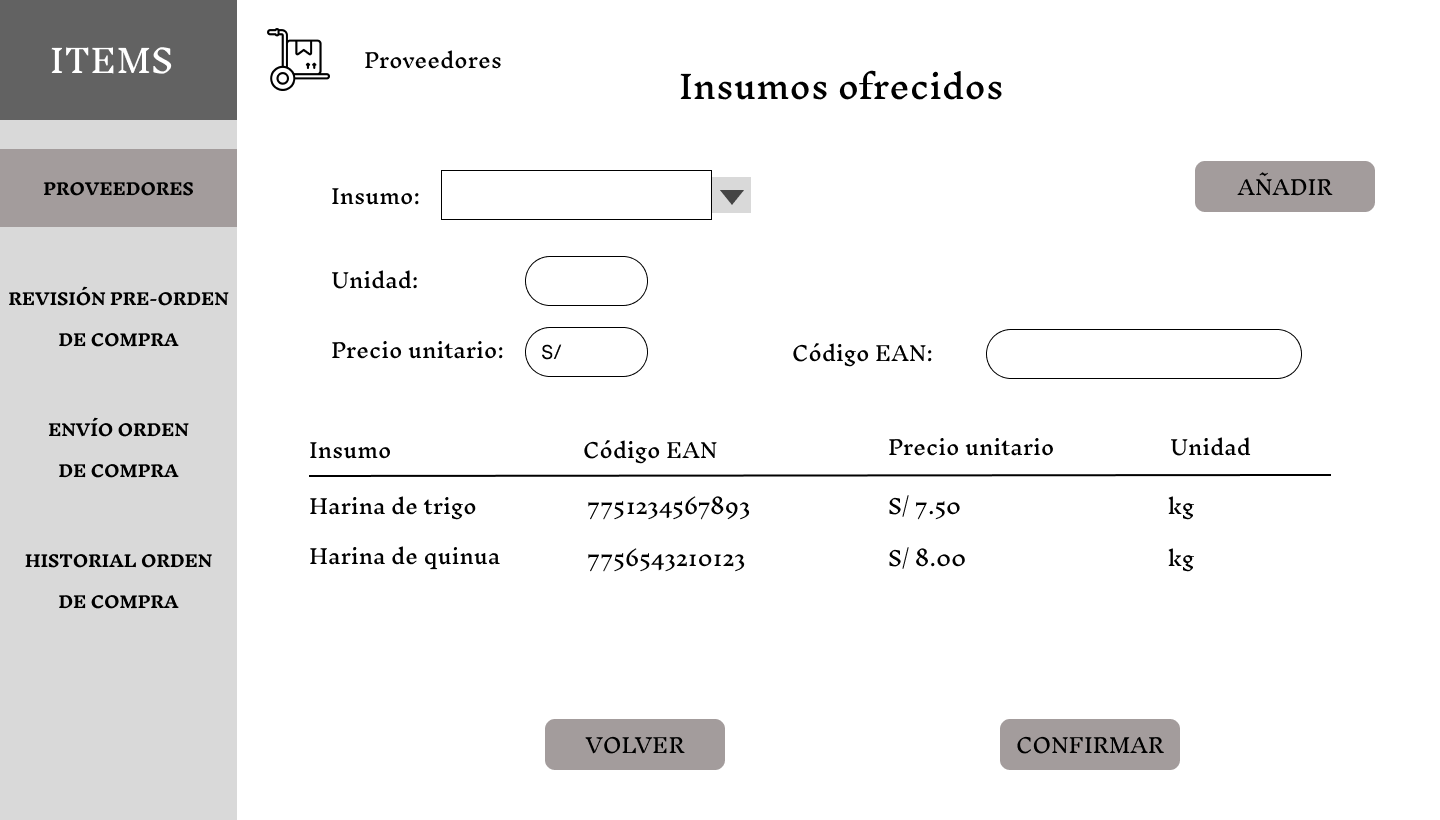 ITEMS
PROVEEDORES
REVISIÓN PRE-ORDEN
DE COMPRA
ENVÍO ORDEN
DE COMPRA
HISTORIAL ORDEN
DE COMPRA
Proveedores
Insumos ofrecidos
Insumo:
AÑADIR
Unidad:
Precio unitario: S/ Código EAN:
Insumo Código EAN Precio unitario Unidad
Harina de trigo 7751234567893 S/ 7.50 kg
Harina de quinua 7756543210123 S/ 8.00 kg
VOLVER CONFIRMAR